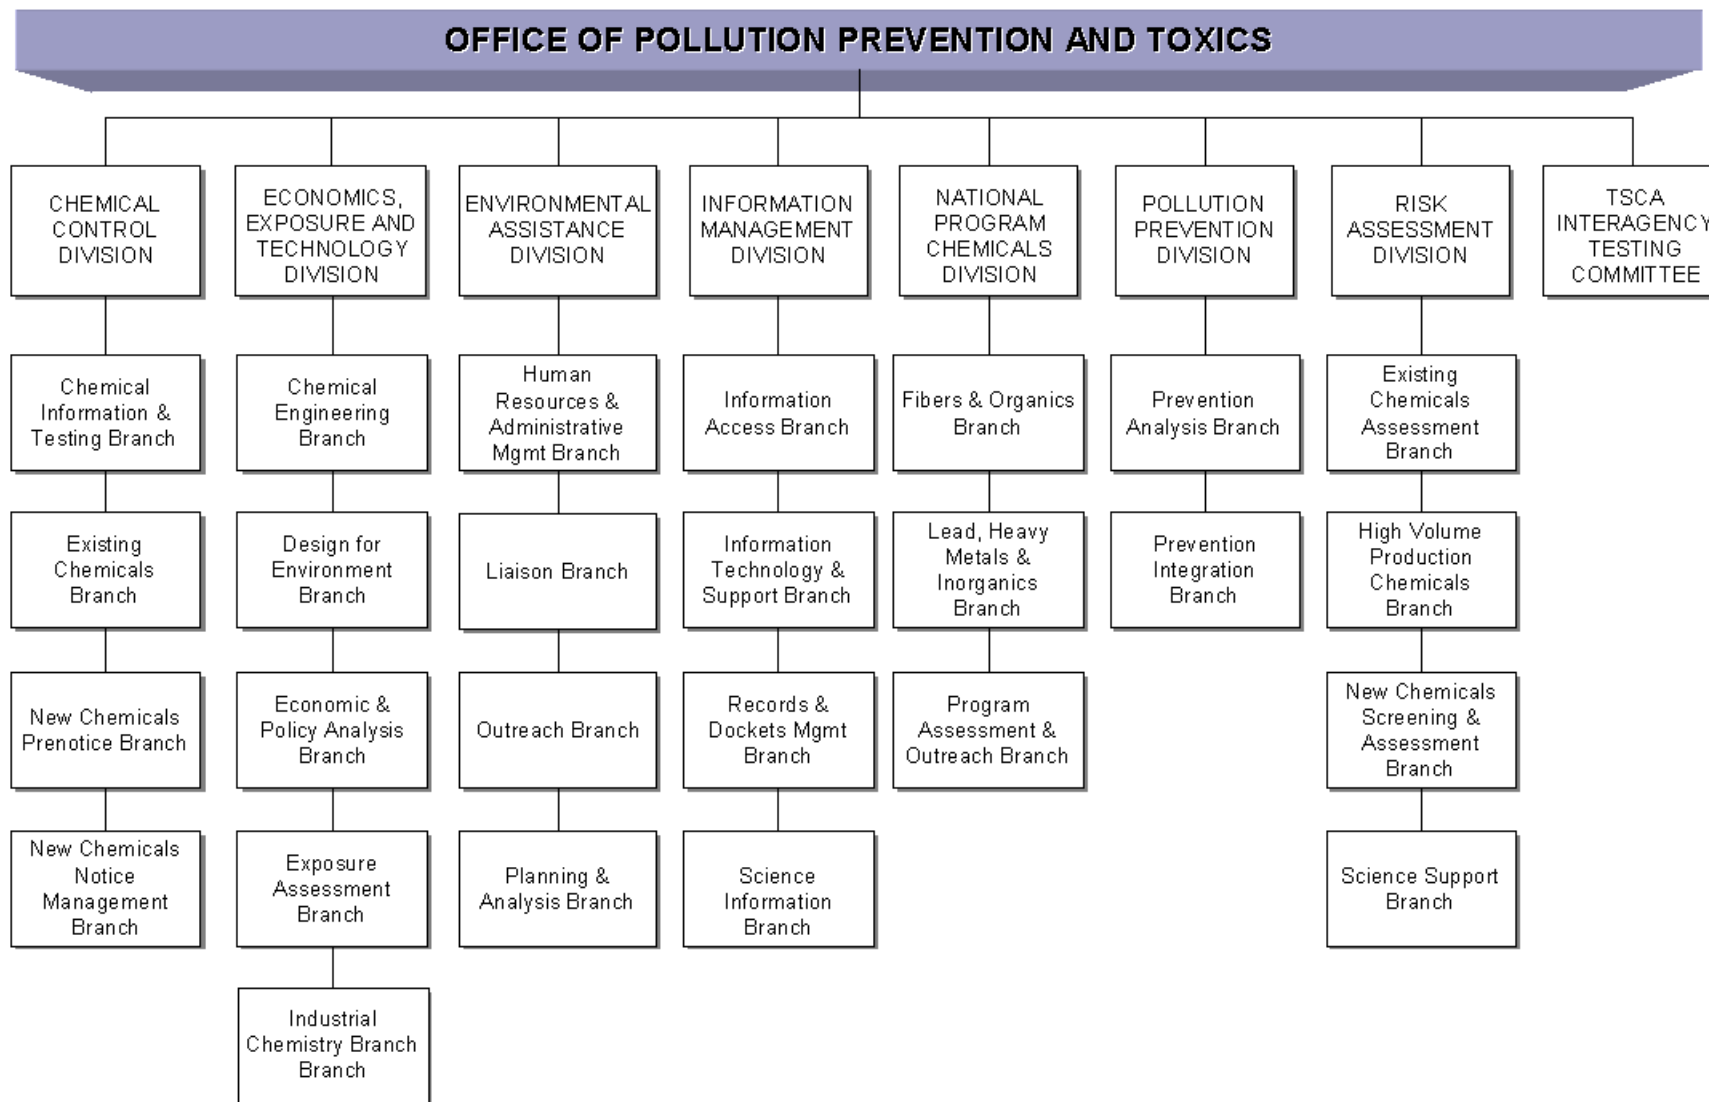 OFFICE OF POLLUTION PREVENTION AND TOXICS
CHEMICAL
CONTROL
DIVISION
ECONOMICS,
EXPOSURE AND
TECHNOLOGY
DIVISION
ENVIRONMENTAL
ASSISTANCE
DIVISION
INFORMATION
MANAGEMENT
DIVISION
NATIONAL
PROGRAM
CHEMICALS
DIVISION
POLLUTION
PREVENTION
DIVISION
RISK
ASSESSMENT
DIVISION
TSCA
INTERAGENCY
TESTING
COMMITTEE
Chemical
Information &
Testing Branch
Chemical
Engineering
Branch
Human
Resources &
Administrative
Mgmt Branch
Information
Access Branch
Fibers & Organics
Branch
Prevention
Analysis Branch
Existing
Chemicals
Assessment
Branch
Existing
Chemicals
Branch
Design for
Environment
Branch
Liaison Branch
Information
Technology &
Support Branch
Lead, Heavy
Metals &
Inorganics
Branch
Prevention
Integration
Branch
High Volume
Production
Chemicals
Branch
New Chemicals
Prenotice Branch
Economic &
Policy Analysis
Branch
Outreach Branch
Records &
Dockets Mgmt
Branch
Program
Assessment &
Outreach Branch
New Chemicals
Screening &
Assessment
Branch
New Chemicals
Notice
Management
Branch
Exposure
Assessment
Branch
Planning &
Analysis Branch
Science
Information
Branch
Science Support
Branch
Industrial
Chemistry Branch
Branch